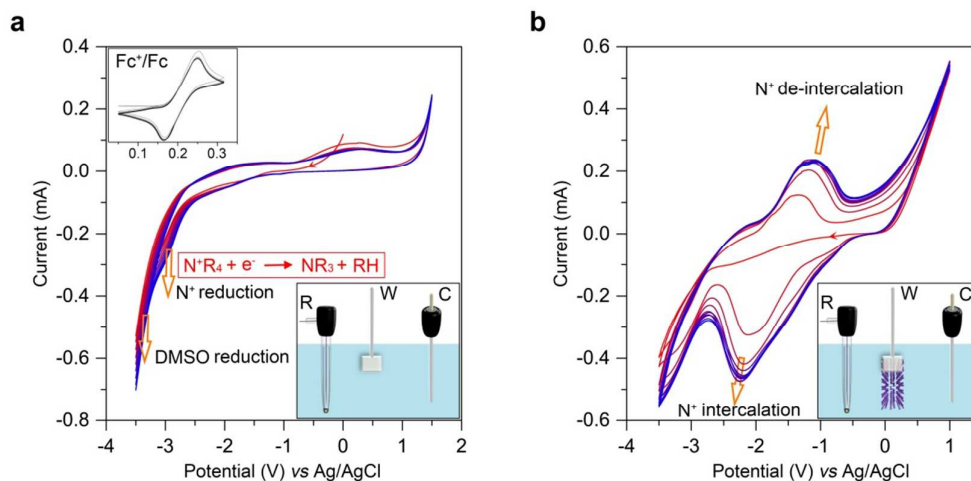 a
0.4
0.2
0.0
-0.2
-0.4
-0.6
-0.8
Current (mA)
Fc⁺/Fc
0.1 0.2 0.3
N⁺R₄ + e⁻ → NR₃ + RH
N⁺ reduction
DMSO reduction
R W C
-4 -3 -2 -1 0 1 2
Potential (V) vs Ag/AgCl
b
0.6
0.4
0.2
0.0
-0.2
-0.4
-0.6
Current (mA)
N⁺ de-intercalation
N⁺ intercalation
R W C
-4 -3 -2 -1 0 1
Potential (V) vs Ag/AgCl